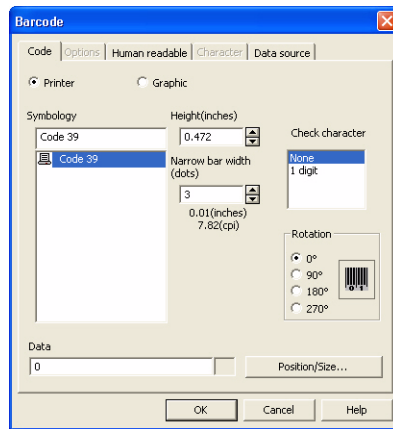 Barcode
Code Options Human readable Character Data source
Printer Graphic
Symbology
Code 39
Code 39
Height(inches)
0.472
Narrow bar width
(dots)
3
0.01(inches)
7.82(cpi)
Check character
None
1 digit
Rotation
0°
90°
180°
270°
0 1
Data
0
Position/Size...
OK Cancel Help